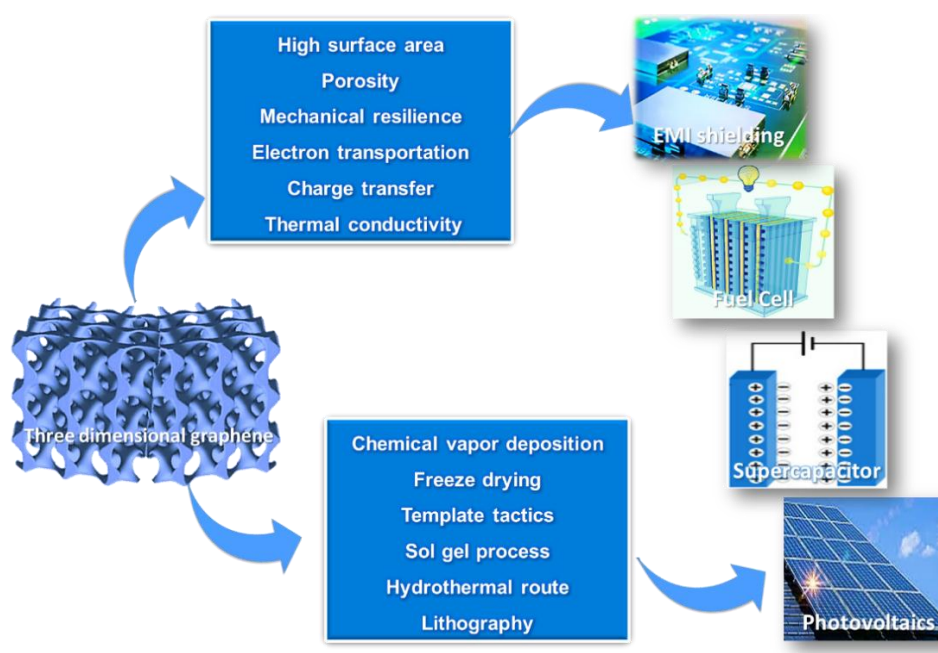 High surface area
Porosity
Mechanical resilience
Electron transportation
Charge transfer
Thermal conductivity
EMI shielding
Fuel Cell
Three dimensional graphene
Supercapacitor
Chemical vapor deposition
Freeze drying
Template tactics
Sol gel process
Hydrothermal route
Lithography
Photovoltaics